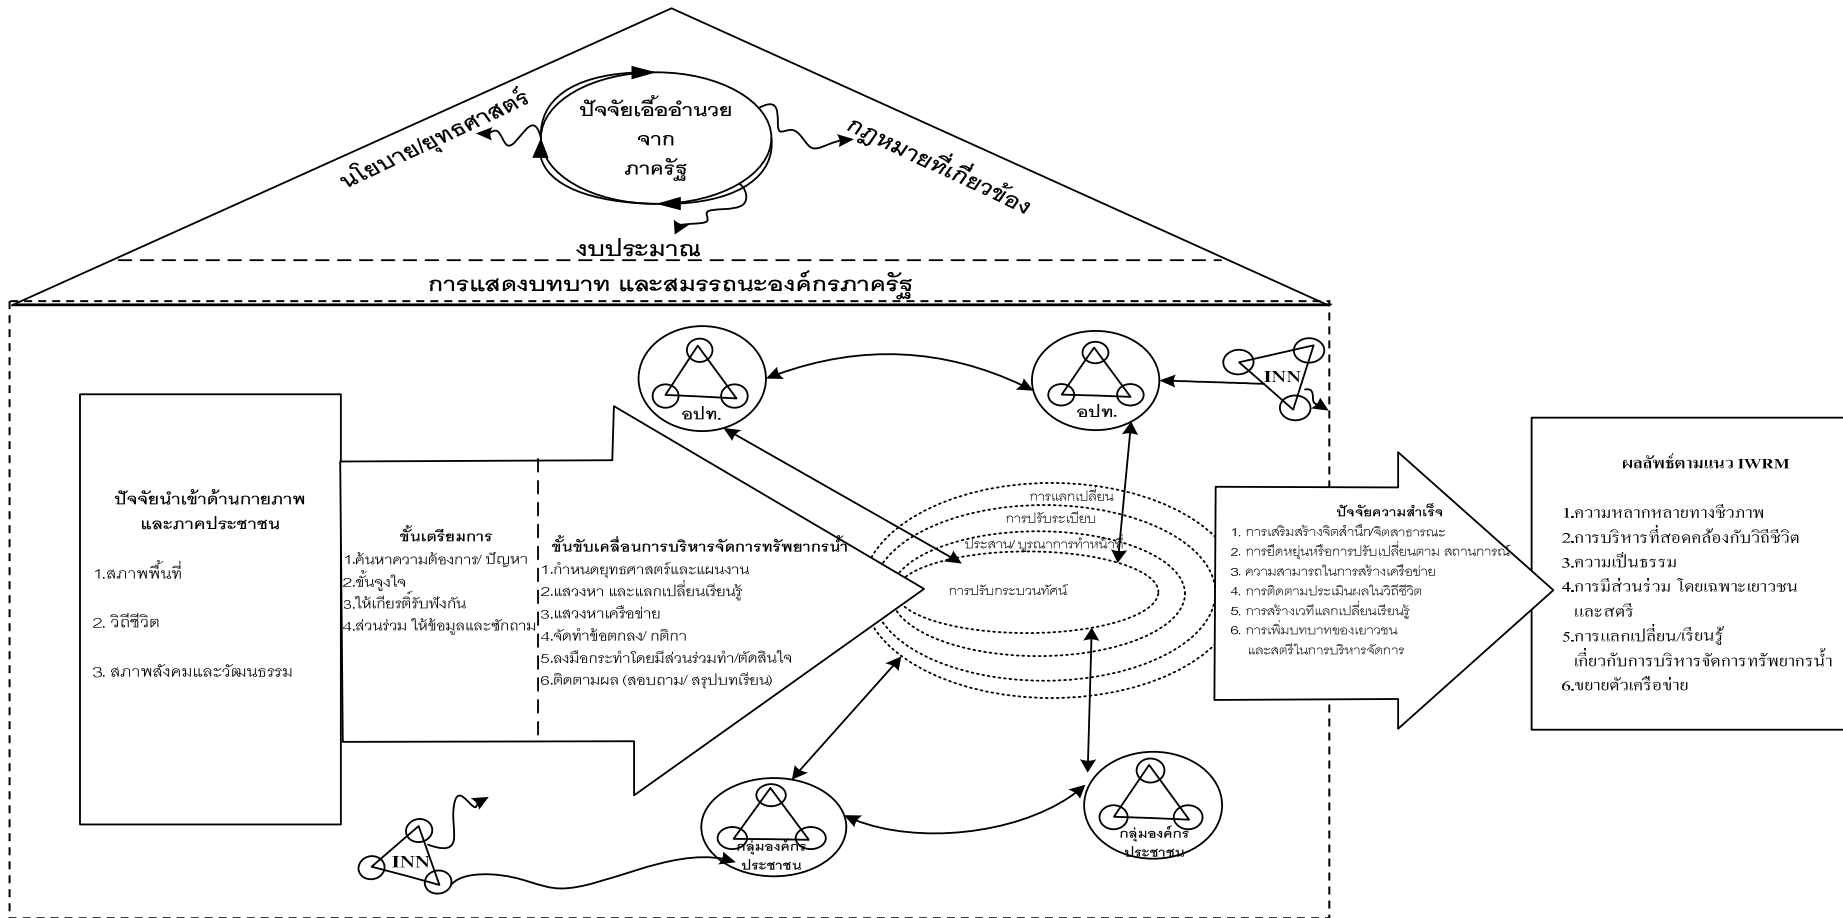 นโยบาย/ยุทธศาสตร์
ปัจจัยเอื้ออำนวย
จาก
ภาครัฐ
กฎหมายที่เกี่ยวข้อง
งบประมาณ
การแสดงบทบาท และสมรรถนะองค์กรภาครัฐ
อปท.
อปท.
INN
ปัจจัยนำเข้าด้านกายภาพ
และภาคประชาชน
1.สภาพพื้นที่
2. วิถีชีวิต
3. สภาพสังคมและวัฒนธรรม
ขั้นเตรียมการ
1.ค้นหาความต้องการ/ ปัญหา
2.ขั้นจูงใจ
3.ให้เกียรติ์รับฟังกัน
4.ส่วนร่วม ให้ข้อมูลและซักถาม
ขั้นขับเคลื่อนการบริหารจัดการทรัพยากรน้ำ
1.กำหนดยุทธศาสตร์และแผนงาน
2.แสวงหา และแลกเปลี่ยนเรียนรู้
3.แสวงหาเครือข่าย
4.จัดทำข้อตกลง/ กติกา
5.ลงมือกระทำโดยมีส่วนร่วมทำ/ตัดสินใจ
6.ติดตามผล (สอบถาม/ สรุปบทเรียน)
การแลกเปลี่ยน
การปรับระเบียบ
ประสาน/ บูรณาการทำหน้าที่
การปรับกระบวนทัศน์
ปัจจัยความสำเร็จ
1. การเสริมสร้างจิตสำนึก/จิตสาธารณะ
2. การยืดหยุ่นหรือการปรับเปลี่ยนตาม สถานการณ์
3. ความสามารถในการสร้างเครือข่าย
4. การติดตามประเมินผลในวิถีชีวิต
5. การสร้างเวทีแลกเปลี่ยนเรียนรู้
6. การเพิ่มบทบาทของเยาวชน
และสตรีในการบริหารจัดการ
ผลลัพธ์ตามแนว IWRM
1.ความหลากหลายทางชีวภาพ
2.การบริหารที่สอดคล้องกับวิถีชีวิต
3.ความเป็นธรรม
4.การมีส่วนร่วม โดยเฉพาะเยาวชน
และสตรี
5.การแลกเปลี่ยน/เรียนรู้
เกี่ยวกับการบริหารจัดการทรัพยากรน้ำ
6.ขยายตัวเครือข่าย
INN
กลุ่มองค์กร
ประชาชน
กลุ่มองค์กร
ประชาชน